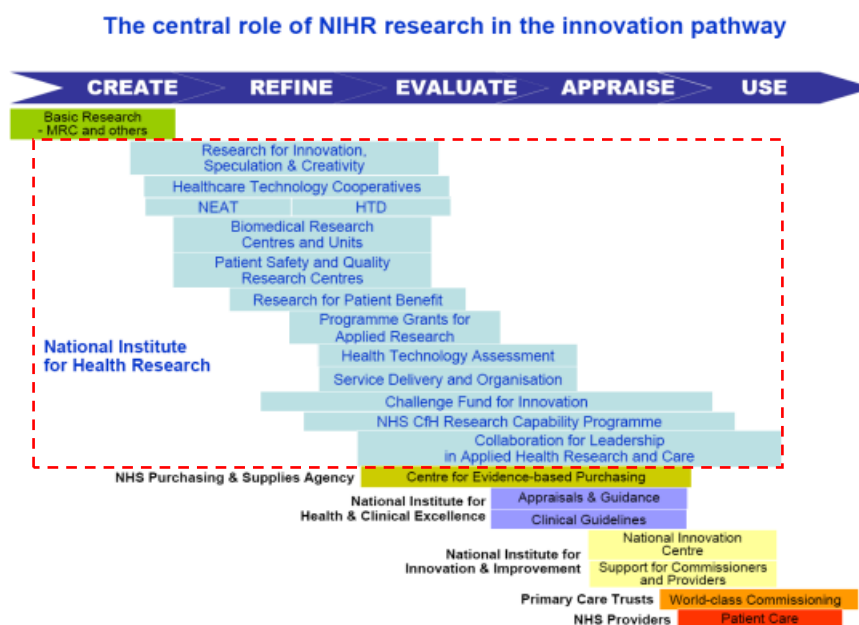 The central role of NIHR research in the innovation pathway
CREATE REFINE EVALUATE APPRAISE USE
Basic Research
- MRC and others
Research for Innovation,
Speculation & Creativity
Healthcare Technology Cooperatives
NEAT HTD
Biomedical Research
Centres and Units
Patient Safety and Quality
Research Centres
Research for Patient Benefit
Programme Grants for
Applied Research
National Institute
for Health Research
Health Technology Assessment
Service Delivery and Organisation
Challenge Fund for Innovation
NHS CfH Research Capability Programme
Collaboration for Leadership
in Applied Health Research and Care
NHS Purchasing & Supplies Agency Centre for Evidence-based Purchasing
National Institute for
Health & Clinical Excellence
Appraisals & Guidance
Clinical Guidelines
National Institute for
Innovation & Improvement
National Innovation
Centre
Support for Commissioners
and Providers
Primary Care Trusts World-class Commissioning
NHS Providers Patient Care